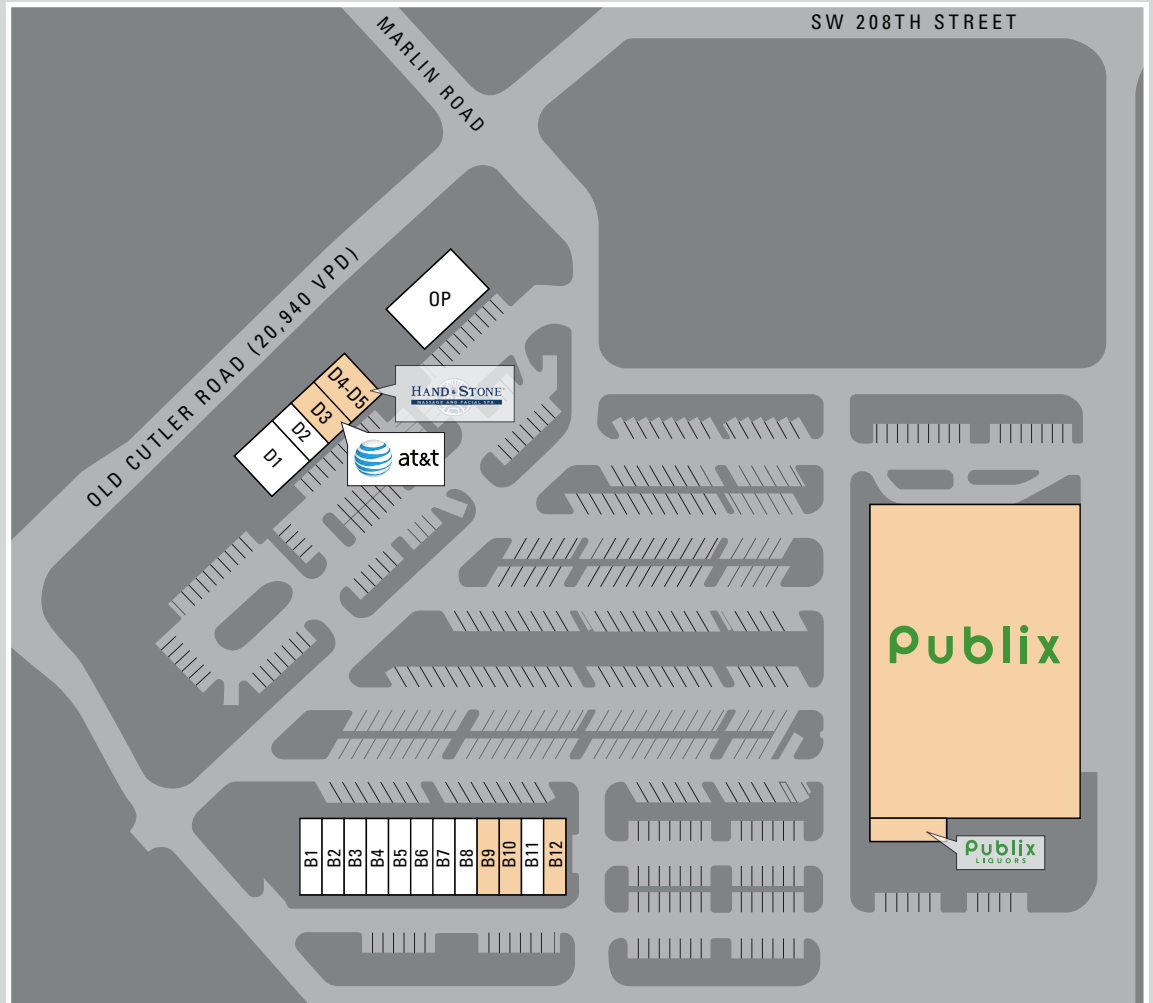 SW 208TH STREET
MARLIN ROAD
OLD CUTLER ROAD (20,940 VPD)
OP
D4-D5
HAND & STONE
MASSAGE AND FACIAL SPA
D3
D2
at&t
D1
Publix
Publix
LIQUORS
B1
B2
B3
B4
B5
B6
B7
B8
B9
B10
B11
B12